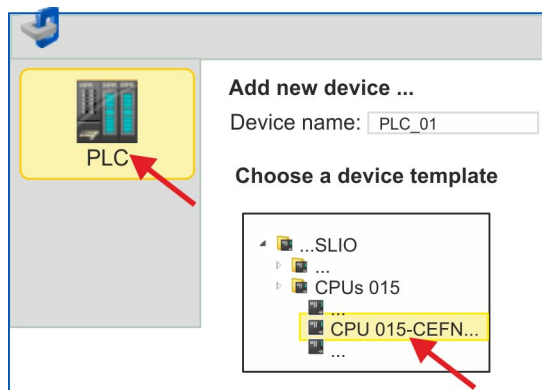 PLC
Add new device ...
Device name: PLC_01
Choose a device template
...SLIO
...
CPUs 015
...
CPU 015-CEFN...
...